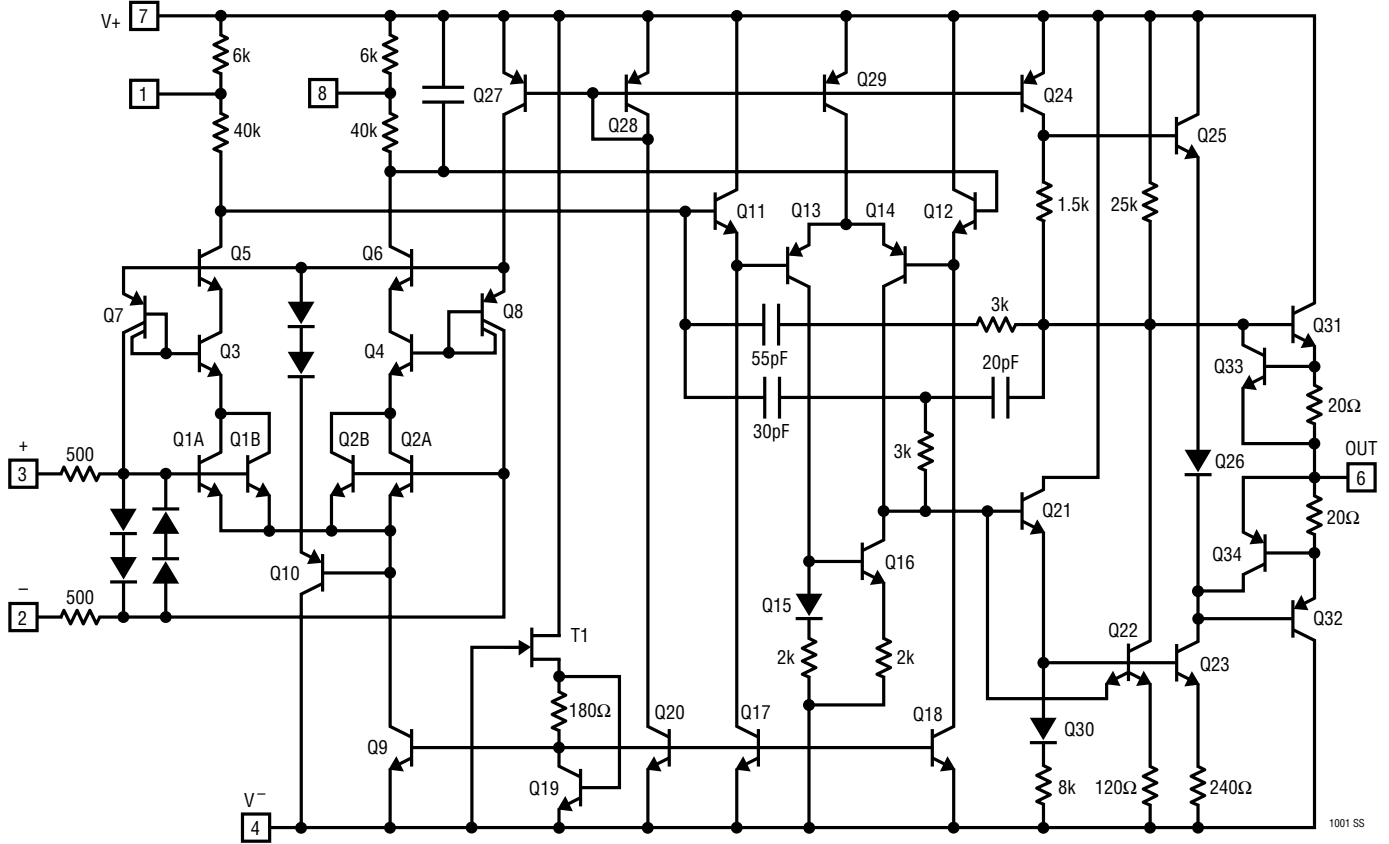 V+ 7
6k
6k
1
8
Q27
Q28
Q29
Q24
40k
40k
Q25
Q11
Q13
Q14
Q12
1.5k
25k
Q5
Q6
Q7
Q8
Q3
Q4
3k
Q31
55pF
20pF
Q33
30pF
20Ω
Q1A
Q1B
Q2B
Q2A
+
3
500
3k
Q26
OUT
6
Q21
20Ω
Q10
Q16
Q34
–
2
500
Q15
Q32
T1
2k
2k
Q22
Q23
180Ω
Q20
Q17
Q18
Q30
Q9
Q19
8k
120Ω
240Ω
V–
4
1001 SS